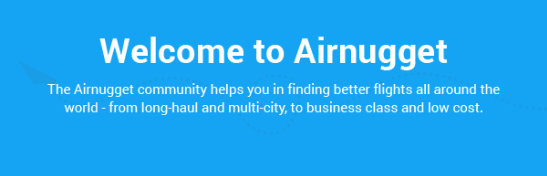 Welcome to Airnugget
The Airnugget community helps you in finding better flights all around the
world - from long-haul and multi-city, to business class and low cost.